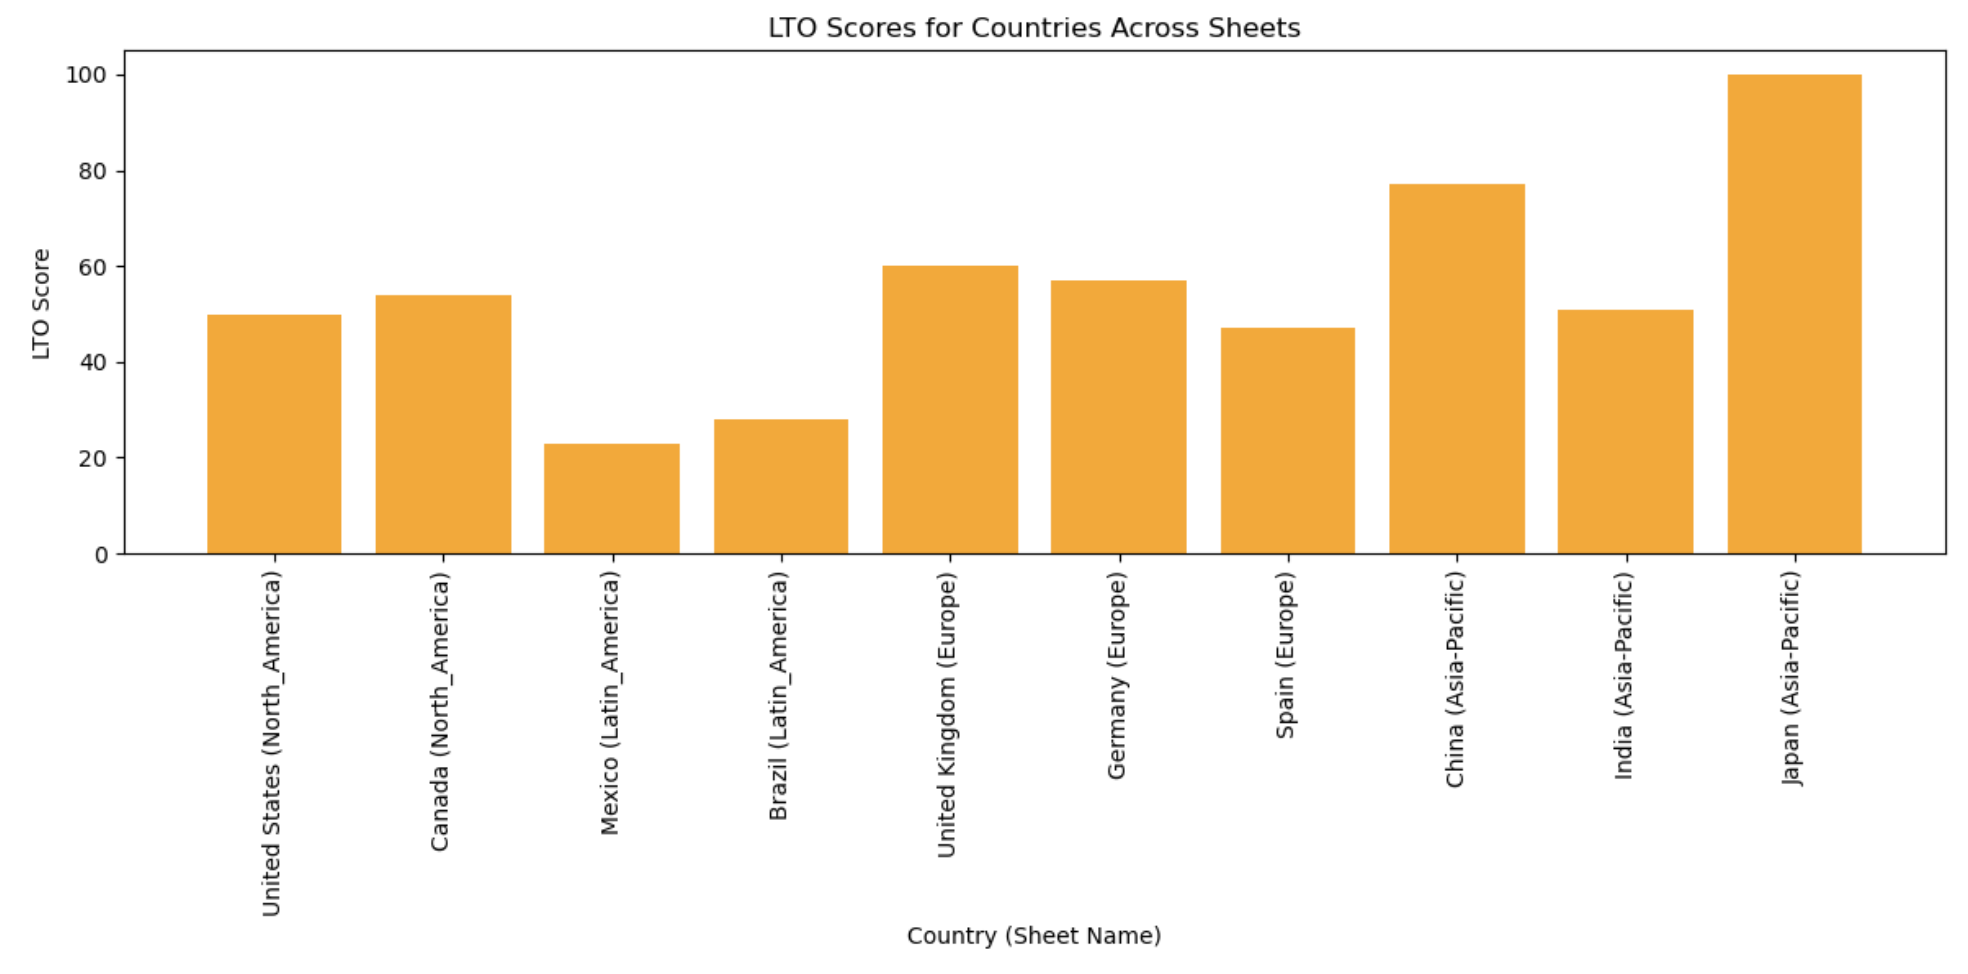 LTO Scores for Countries Across Sheets
LTO Score
100
80
60
40
20
0
United States (North_America)
Canada (North_America)
Mexico (Latin_America)
Brazil (Latin_America)
United Kingdom (Europe)
Germany (Europe)
Spain (Europe)
China (Asia-Pacific)
India (Asia-Pacific)
Japan (Asia-Pacific)
Country (Sheet Name)